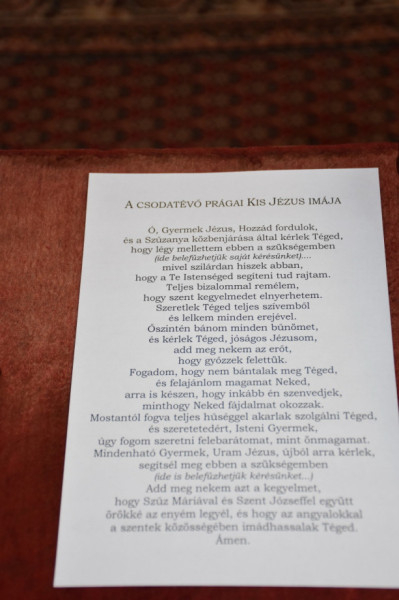 A CSODATÉVŐ PRÁGAI KIS JÉZUS IMÁJA
Ó, Gyermek Jézus, Hozzád fordulok,
és a Szűzanya közbenjárása által kérlek Téged,
hogy légy mellettem ebben a szükségemben
(ide belefűzhetjük saját kérésünket)....
mivel szilárdan hiszek abban,
hogy a Te Istenséged segíteni tud rajtam.
Teljes bizalommal remélem,
hogy szent kegyelmedet elnyerhetem.
Szeretlek Téged teljes szívemből
és lelkem minden erejével.
Őszintén bánom minden bűnömet,
és kérlek Téged, jóságos Jézusom,
add meg nekem az erőt,
hogy győzzek felettük.
Fogadom, hogy nem bántalak meg Téged,
és felajánlom magamat Neked,
arra is készen, hogy inkább én szenvedjek,
minthogy Neked fájdalmat okozzak.
Mostantól fogva teljes hűséggel akarlak szolgálni Téged,
és szeretetedért, Isteni Gyermek,
úgy fogom szeretni felebarátomat, mint önmagamat.
Mindenható Gyermek, Uram Jézus, újból arra kérlek,
segítsél meg ebben a szükségemben
(ide is belefűzhetjük kérésünket...)
Add meg nekem azt a kegyelmet,
hogy Szűz Máriával és Szent Józseffel együtt
örökké az enyém legyél, és hogy az angyalokkal
a szentek közösségében imádhassalak Téged.
Ámen.